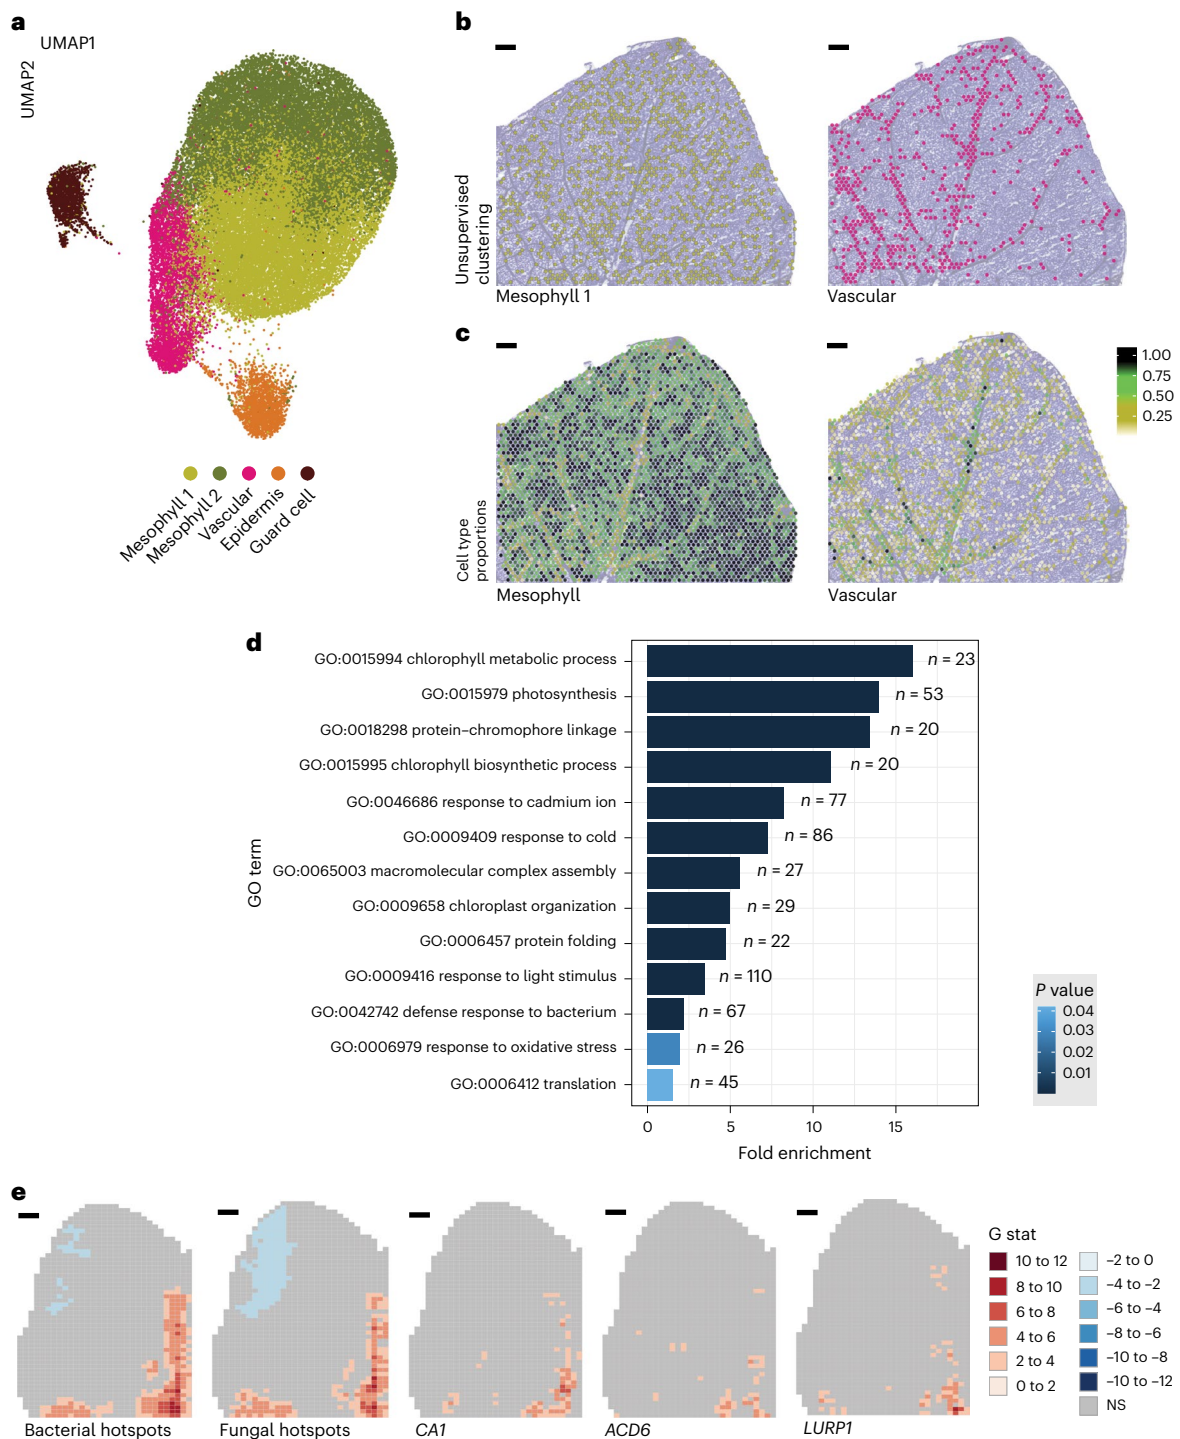 a
UMAP1
UMAP2
Mesophyll 1
Mesophyll 2
Vascular
Epidermis
Guard cell
b
Unsupervised
clustering
Mesophyll 1
Vascular
c
Cell type
proportions
Mesophyll
Vascular
1.00
0.75
0.50
0.25
d
GO term
GO:0015994 chlorophyll metabolic process
n = 23
GO:0015979 photosynthesis
n = 53
GO:0018298 protein–chromophore linkage
n = 20
GO:0015995 chlorophyll biosynthetic process
n = 20
GO:0046686 response to cadmium ion
n = 77
GO:0009409 response to cold
n = 86
GO:0065003 macromolecular complex assembly
n = 27
GO:0009658 chloroplast organization
n = 29
GO:0006457 protein folding
n = 22
GO:0009416 response to light stimulus
n = 110
GO:0042742 defense response to bacterium
n = 67
GO:0006979 response to oxidative stress
n = 26
GO:0006412 translation
n = 45
0 5 10 15
Fold enrichment
P value
0.04
0.03
0.02
0.01
e
Bacterial hotspots
Fungal hotspots
CA1
ACD6
LURP1
G stat
10 to 12
8 to 10
6 to 8
4 to 6
2 to 4
0 to 2
–2 to 0
–4 to –2
–6 to –4
–8 to –6
–10 to –8
–10 to –12
NS